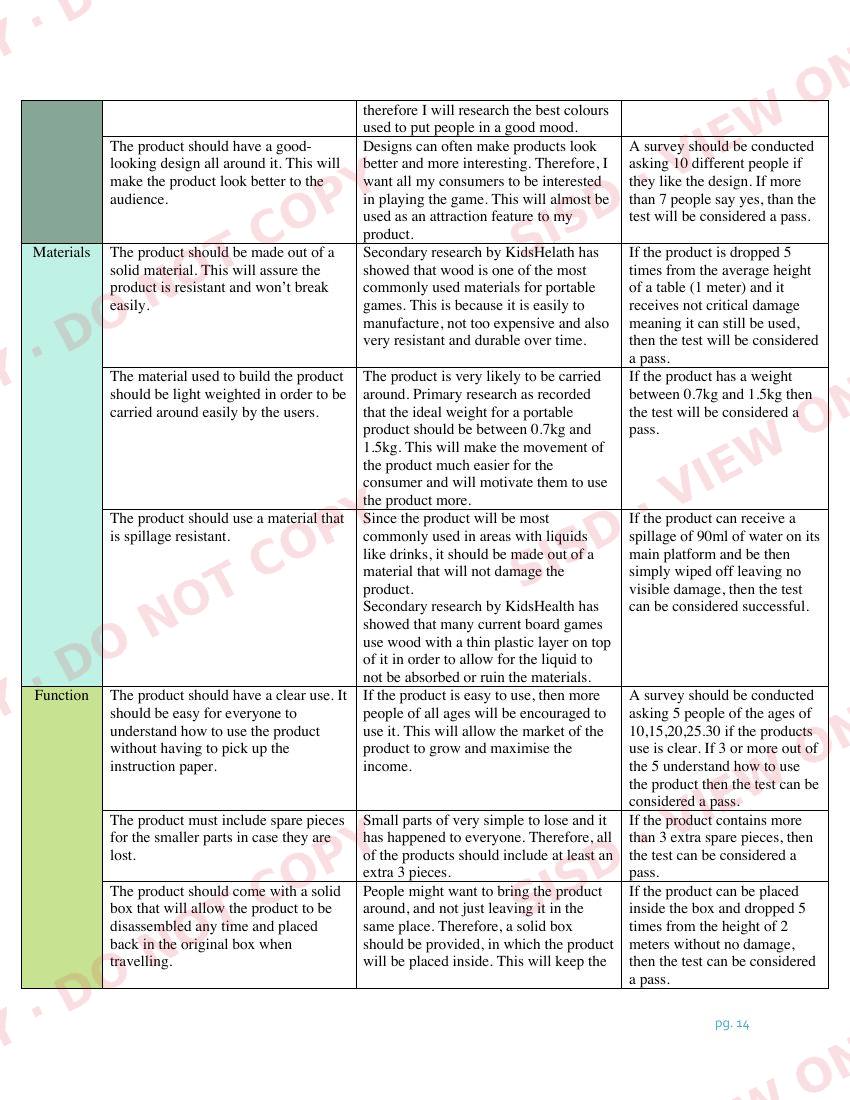 therefore I will research the best colours
used to put people in a good mood.
The product should have a good-
looking design all around it. This will
make the product look better to the
audience.
Designs can often make products look
better and more interesting. Therefore, I
want all my consumers to be interested
in playing the game. This will almost be
used as an attraction feature to my
product.
A survey should be conducted
asking 10 different people if
they like the design. If more
than 7 people say yes, than the
test will be considered a pass.
Materials
The product should be made out of a
solid material. This will assure the
product is resistant and won’t break
easily.
Secondary research by KidsHelath has
showed that wood is one of the most
commonly used materials for portable
games. This is because it is easily to
manufacture, not too expensive and also
very resistant and durable over time.
If the product is dropped 5
times from the average height
of a table (1 meter) and it
receives not critical damage
meaning it can still be used,
then the test will be considered
a pass.
The material used to build the product
should be light weighted in order to be
carried around easily by the users.
The product is very likely to be carried
around. Primary research as recorded
that the ideal weight for a portable
product should be between 0.7kg and
1.5kg. This will make the movement of
the product much easier for the
consumer and will motivate them to use
the product more.
If the product has a weight
between 0.7kg and 1.5kg then
the test will be considered a
pass.
The product should use a material that
is spillage resistant.
Since the product will be most
commonly used in areas with liquids
like drinks, it should be made out of a
material that will not damage the
product.
Secondary research by KidsHealth has
showed that many current board games
use wood with a thin plastic layer on top
of it in order to allow for the liquid to
not be absorbed or ruin the materials.
If the product can receive a
spillage of 90ml of water on its
main platform and be then
simply wiped off leaving no
visible damage, then the test
can be considered successful.
Function
The product should have a clear use. It
should be easy for everyone to
understand how to use the product
without having to pick up the
instruction paper.
If the product is easy to use, then more
people of all ages will be encouraged to
use it. This will allow the market of the
product to grow and maximise the
income.
A survey should be conducted
asking 5 people of the ages of
10,15,20,25.30 if the products
use is clear. If 3 or more out of
the 5 understand how to use
the product then the test can be
considered a pass.
The product must include spare pieces
for the smaller parts in case they are
lost.
Small parts of very simple to lose and it
has happened to everyone. Therefore, all
of the products should include at least an
extra 3 pieces.
If the product contains more
than 3 extra spare pieces, then
the test can be considered a
pass.
The product should come with a solid
box that will allow the product to be
disassembled any time and placed
back in the original box when
travelling.
People might want to bring the product
around, and not just leaving it in the
same place. Therefore, a solid box
should be provided, in which the product
will be placed inside. This will keep the
If the product can be placed
inside the box and dropped 5
times from the height of 2
meters without no damage,
then the test can be considered
a pass.
pg. 14
Y · DO NOT COPY
SISD · VIEW ON
Y · DO NOT COPY
SISD · VIEW ON
Y · DO NOT COPY
SISD · VIEW ON